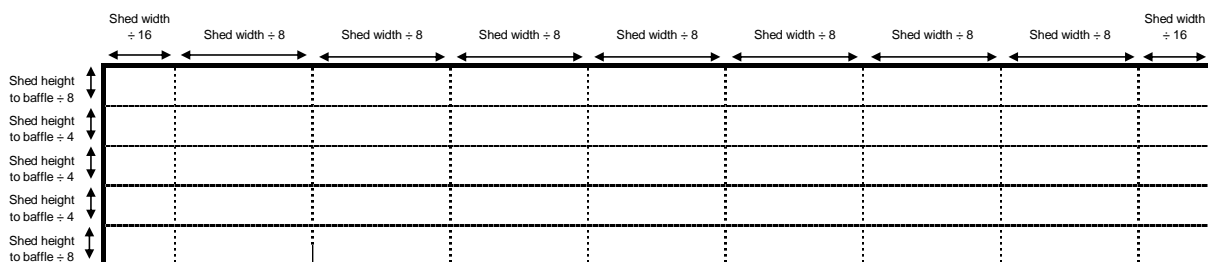 Shed width
÷ 16
Shed width ÷ 8
Shed width ÷ 8
Shed width ÷ 8
Shed width ÷ 8
Shed width ÷ 8
Shed width ÷ 8
Shed width ÷ 8
Shed width
÷ 16
Shed height
to baffle ÷ 8
Shed height
to baffle ÷ 4
Shed height
to baffle ÷ 4
Shed height
to baffle ÷ 4
Shed height
to baffle ÷ 8